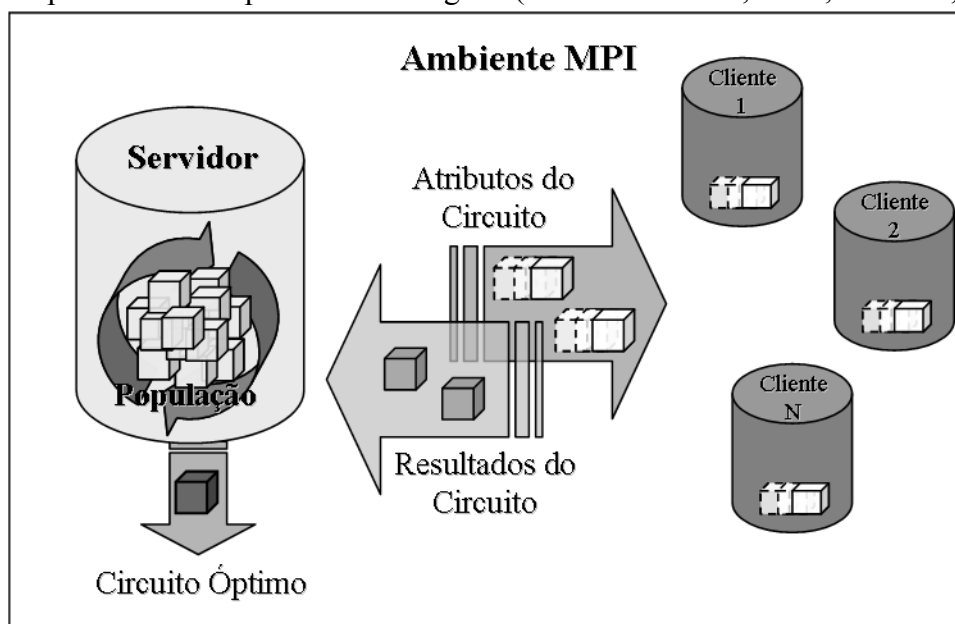 Ambiente MPI
Cliente
1
Servidor
Atributos do
Circuito
Cliente
2
População
Cliente
N
Resultados do
Circuito
Circuito Óptimo